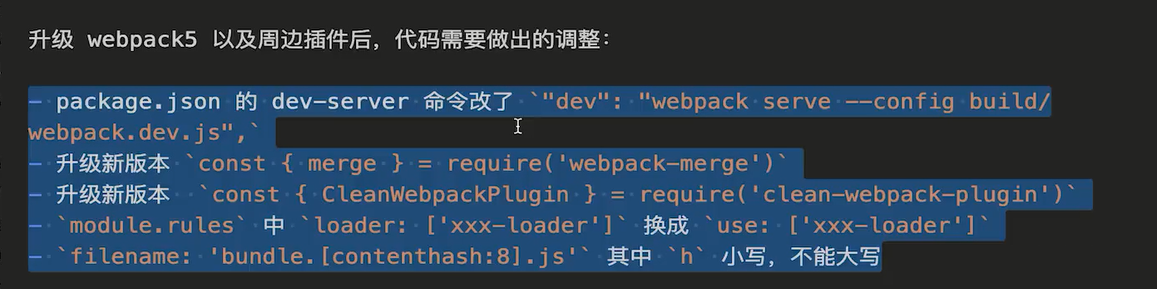 升级 webpack5 以及周边插件后，代码需要做出的调整：
- package.json 的 dev-server 命令改了 `"dev": "webpack serve --config build/
webpack.dev.js",`
- 升级新版本 `const { merge } = require('webpack-merge')`
- 升级新版本 `const { CleanWebpackPlugin } = require('clean-webpack-plugin')`
- `module.rules` 中 `loader: ['xxx-loader']` 换成 `use: ['xxx-loader']`
- `filename: 'bundle.[contenthash:8].js'` 其中 `h` 小写，不能大写